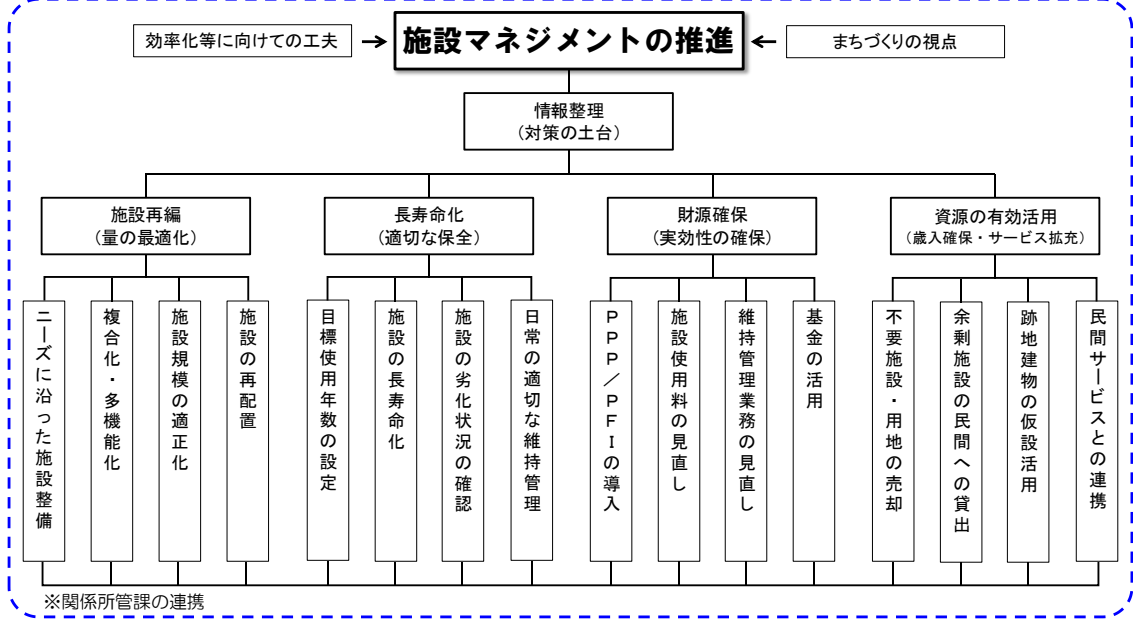 効率化等に向けての工夫
施設マネジメントの推進
まちづくりの視点
情報整理
(対策の土台)
施設再編
(量の最適化)
長寿命化
(適切な保全)
財源確保
(実効性の確保)
資源の有効活用
(歳入確保・サービス拡充)
ニーズに沿った施設整備
複合化・多機能化
施設規模の適正化
施設の再配置
目標使用年数の設定
施設の長寿命化
施設の劣化状況の確認
日常の適切な維持管理
PPP/PFIの導入
施設使用料の見直し
維持管理業務の見直し
基金の活用
不要施設・用地の売却
余剰施設の民間への貸出
跡地建物の仮設活用
民間サービスとの連携
※関係所管課の連携